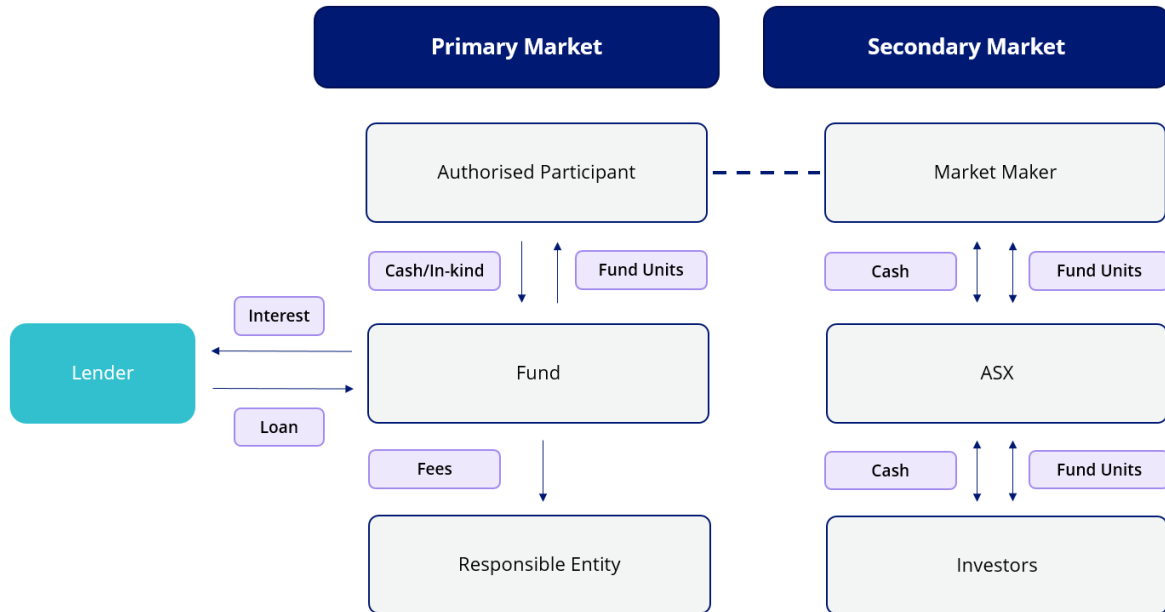 Primary Market
Secondary Market
Authorised Participant
Market Maker
Cash/In-kind
Fund Units
Cash
Fund Units
Interest
Lender
Fund
ASX
Loan
Fees
Cash
Fund Units
Responsible Entity
Investors